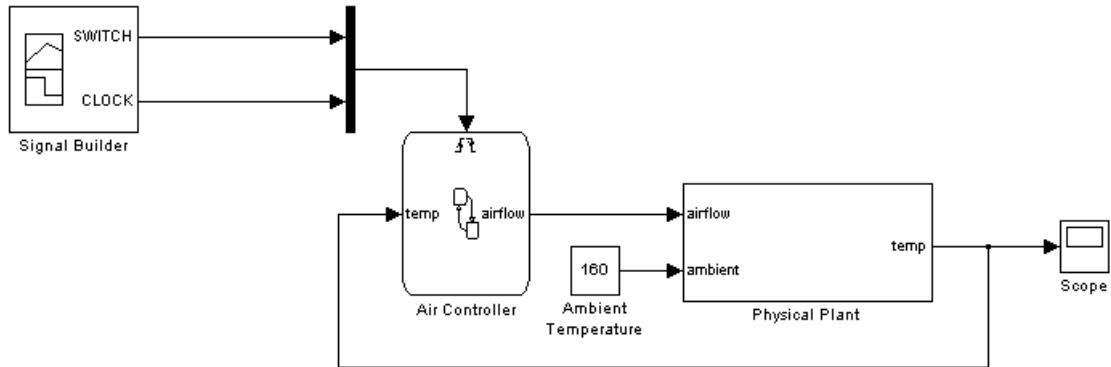 SWITCH
CLOCK
Signal Builder
temp
airflow
Air Controller
160
Ambient
Temperature
airflow
ambient
temp
Physical Plant
Scope